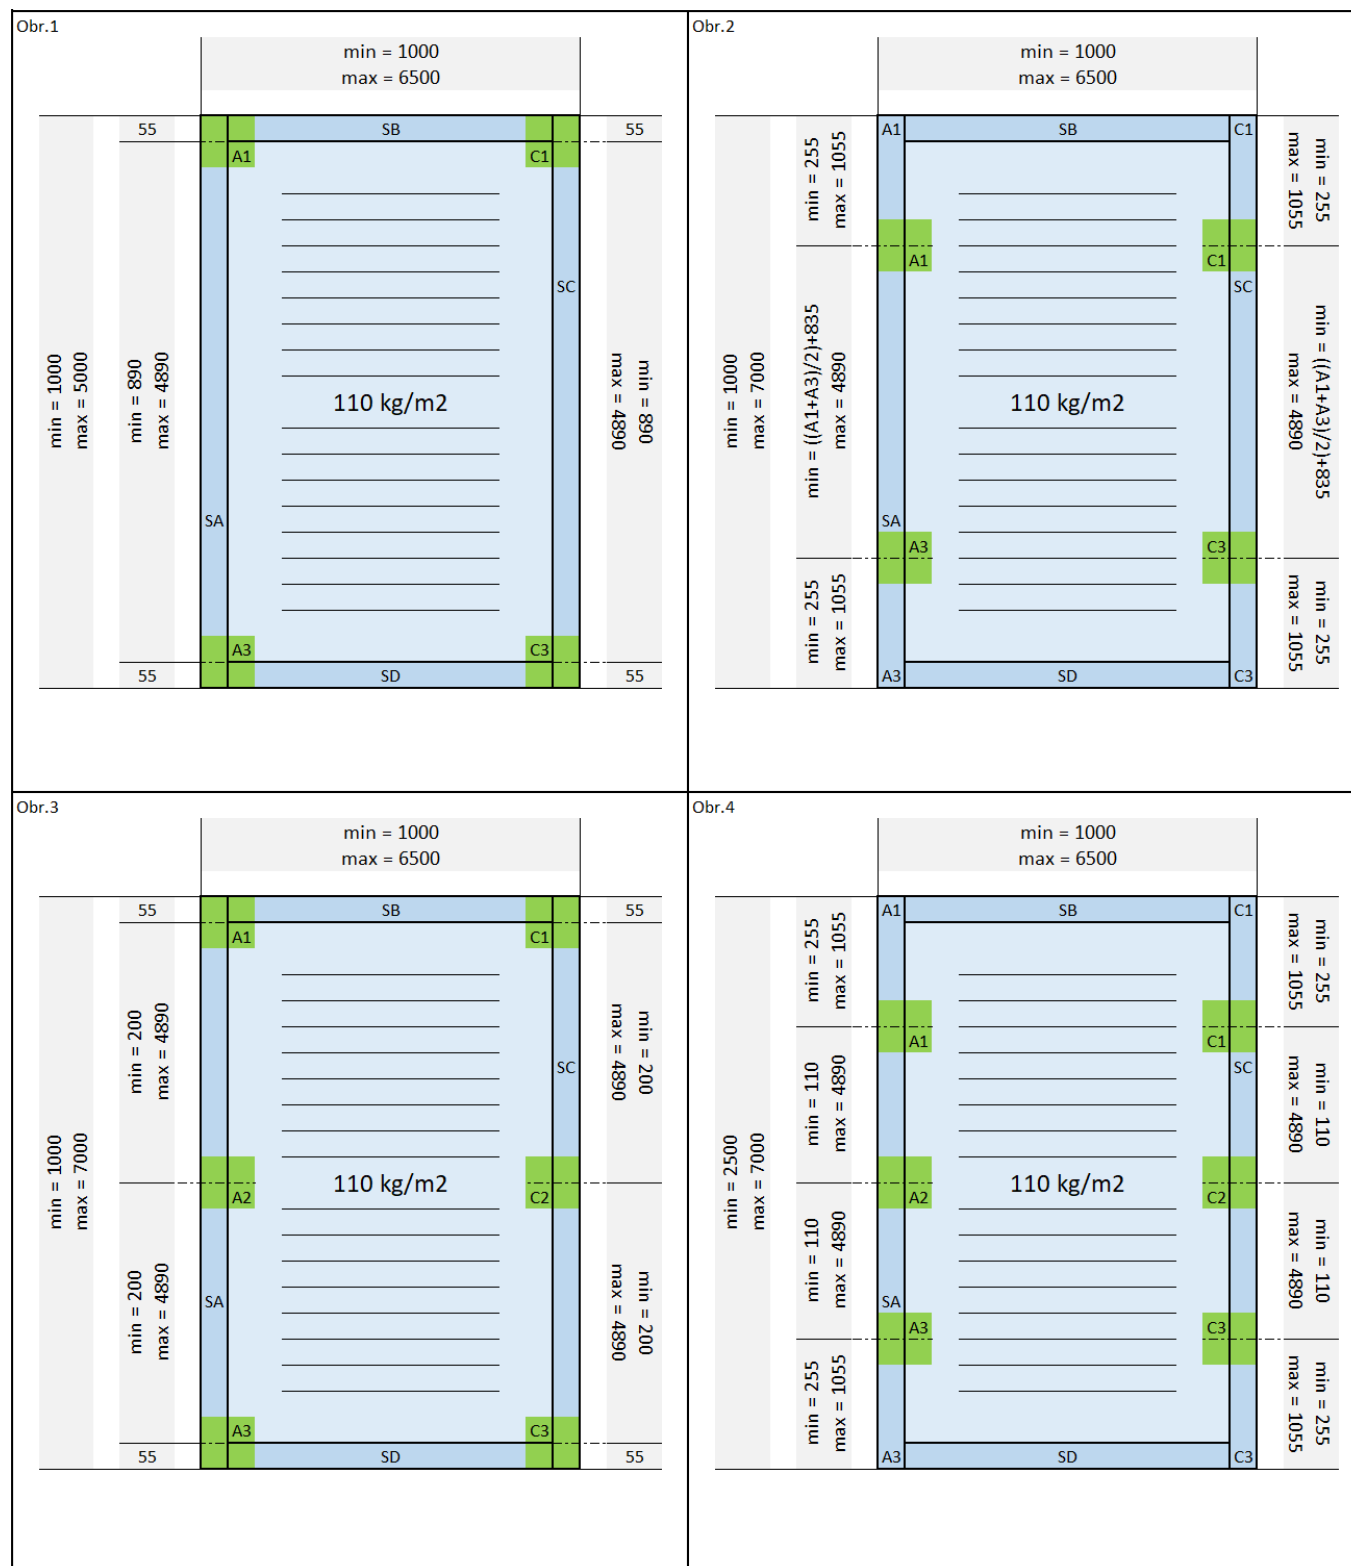 Obr.1
min = 1000
max = 6500
55
SB
55
A1
C1
SC
min = 1000
max = 5000
min = 890
max = 4890
110 kg/m2
min = 890
max = 4890
SA
A3
C3
55
SD
55
Obr.2
min = 1000
max = 6500
A1
SB
C1
min = 255
max = 1055
min = 255
max = 1055
A1
C1
SC
min = 1000
max = 7000
min = ((A1+A3)/2)+835
max = 4890
110 kg/m2
min = ((A1+A3)/2)+835
max = 4890
SA
A3
C3
min = 255
max = 1055
min = 255
max = 1055
A3
SD
C3
Obr.3
min = 1000
max = 6500
55
SB
55
A1
C1
min = 200
max = 4890
SC
min = 200
max = 4890
min = 1000
max = 7000
A2
110 kg/m2
C2
min = 200
max = 4890
SA
min = 200
max = 4890
A3
C3
55
SD
55
Obr.4
min = 1000
max = 6500
A1
SB
C1
min = 255
max = 1055
min = 255
max = 1055
A1
C1
SC
min = 110
max = 4890
min = 110
max = 4890
min = 2500
max = 7000
A2
110 kg/m2
C2
min = 110
max = 4890
min = 110
max = 4890
SA
A3
C3
min = 255
max = 1055
min = 255
max = 1055
A3
SD
C3